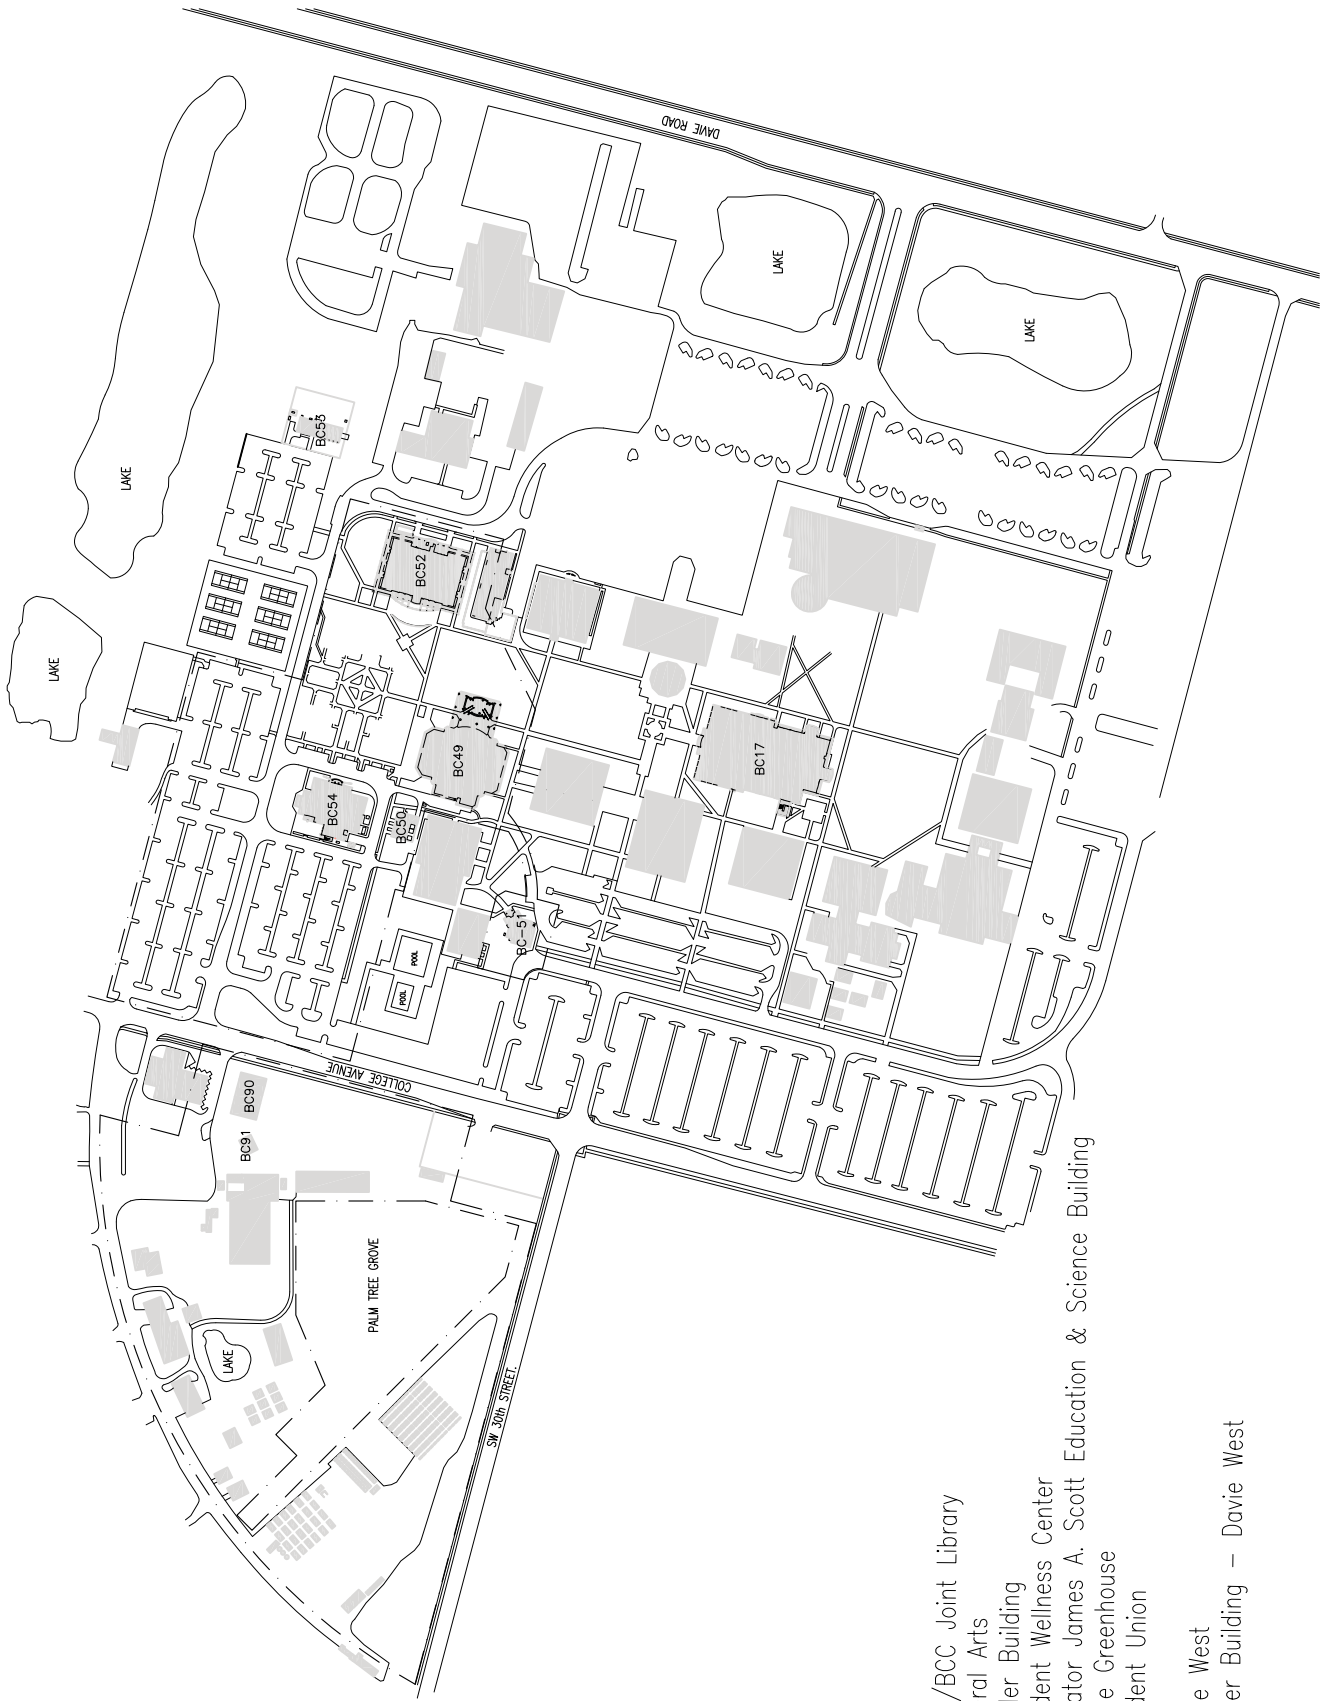 DAVIE ROAD
LAKE
LAKE
LAKE
LAKE
BC55
BC52
BC49
BC17
BC54
BC50
BC-51
POOL
POOL
COLLEGE AVENUE
BC90
BC91
PALM TREE GROVE
LAKE
SW 30th STREET.
/BCC Joint Library
ral Arts
ler Building
dent Wellness Center
ator James A. Scott Education & Science Building
e Greenhouse
dent Union
e West
er Building – Davie West